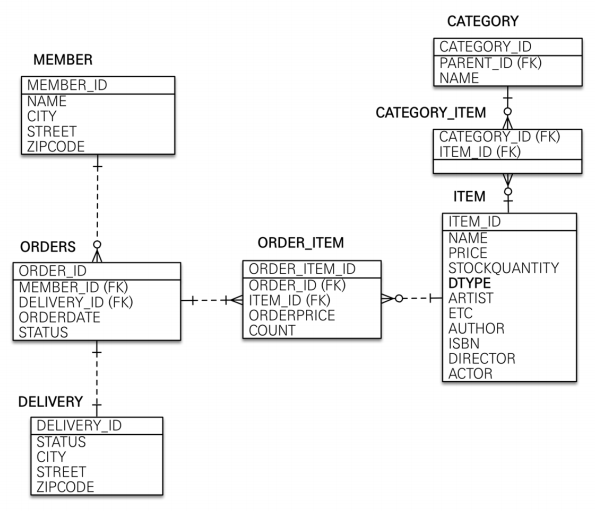 CATEGORY
CATEGORY_ID
PARENT_ID (FK)
NAME
MEMBER
MEMBER_ID
NAME
CITY
STREET
ZIPCODE
CATEGORY_ITEM
CATEGORY_ID (FK)
ITEM_ID (FK)
ITEM
ITEM_ID
NAME
PRICE
STOCKQUANTITY
DTYPE
ARTIST
ETC
AUTHOR
ISBN
DIRECTOR
ACTOR
ORDERS
ORDER_ID
MEMBER_ID (FK)
DELIVERY_ID (FK)
ORDERDATE
STATUS
ORDER_ITEM
ORDER_ITEM_ID
ORDER_ID (FK)
ITEM_ID (FK)
ORDERPRICE
COUNT
DELIVERY
DELIVERY_ID
STATUS
CITY
STREET
ZIPCODE